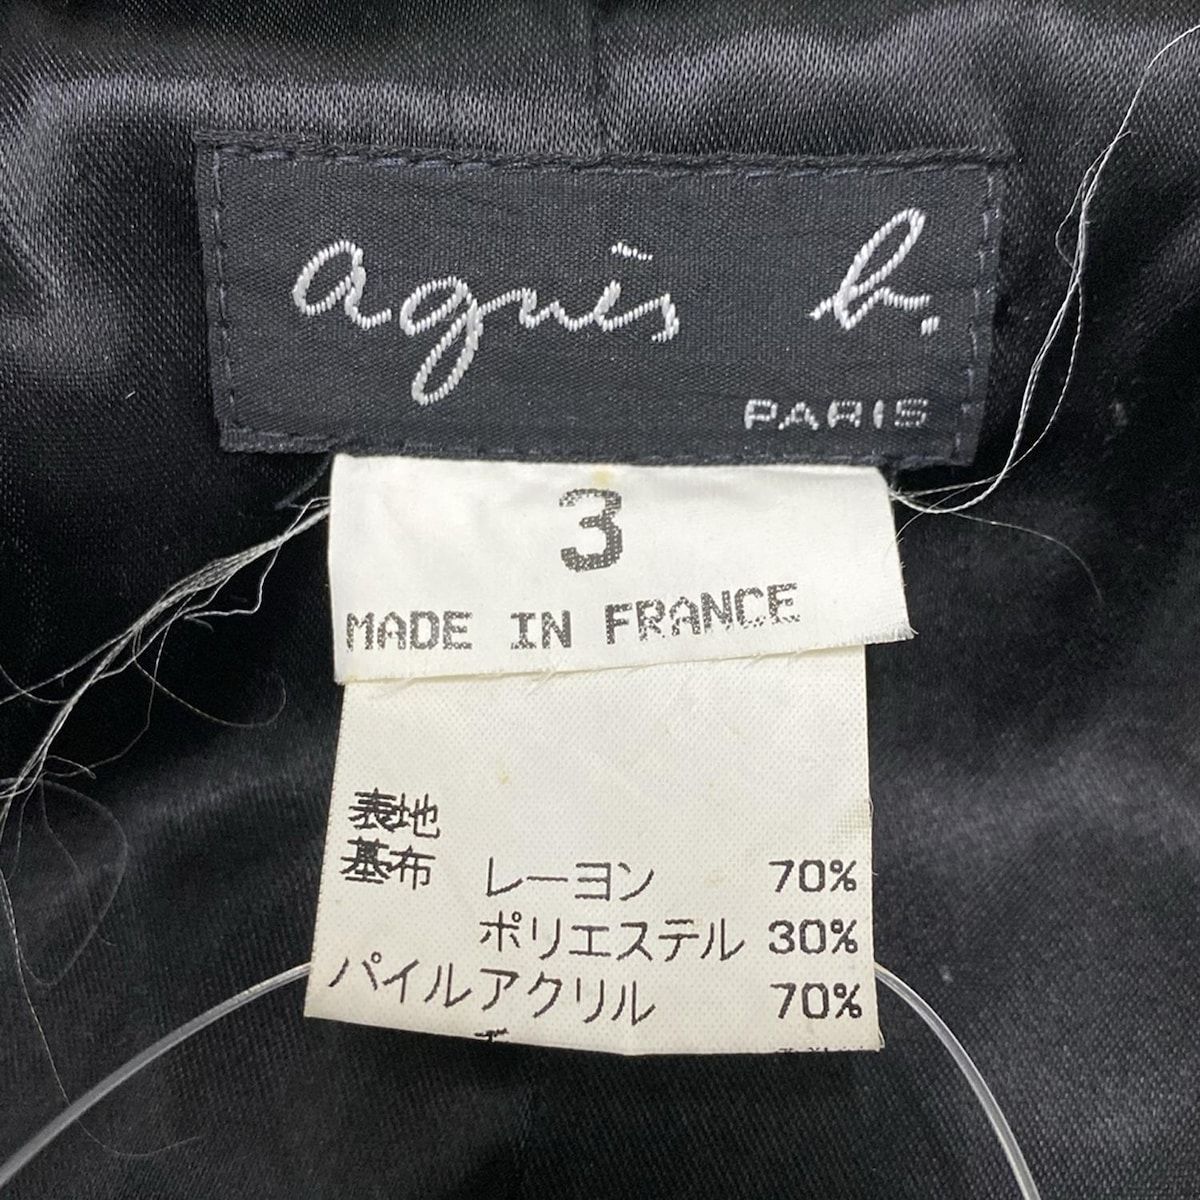 agnès b.
PARIS
3
MADE IN FRANCE
表地
基布 レーヨン 70%
ポリエステル 30%
パイルアクリル 70%